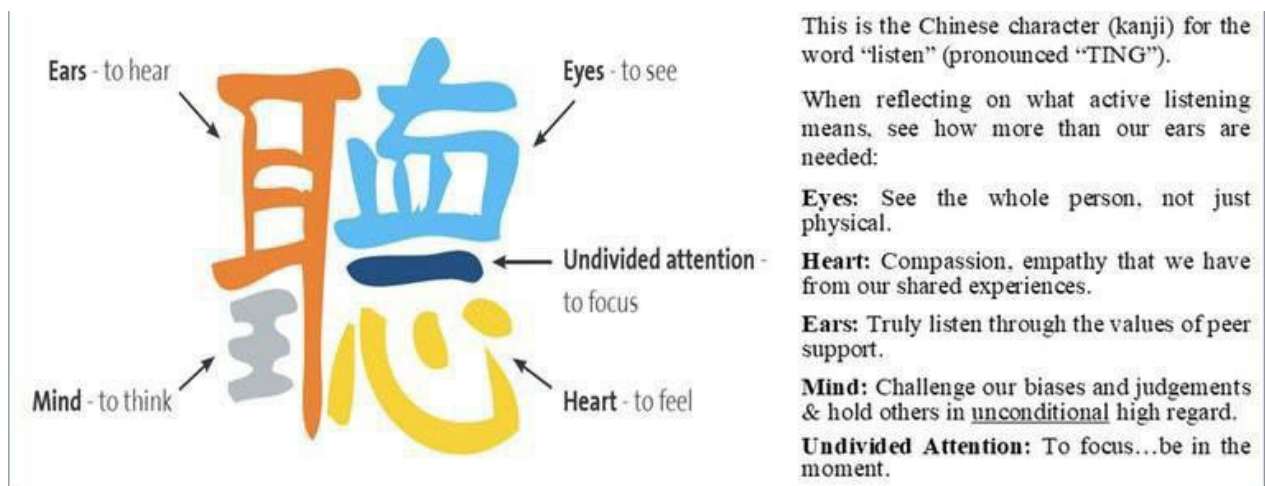 Ears - to hear
Eyes - to see
聽
Undivided attention -
to focus
Mind - to think
Heart - to feel
This is the Chinese character (kanji) for the
word “listen” (pronounced “TING”).
When reflecting on what active listening
means, see how more than our ears are
needed:
Eyes: See the whole person, not just
physical.
Heart: Compassion, empathy that we have
from our shared experiences.
Ears: Truly listen through the values of peer
support.
Mind: Challenge our biases and judgements
& hold others in unconditional high regard.
Undivided Attention: To focus…be in the
moment.